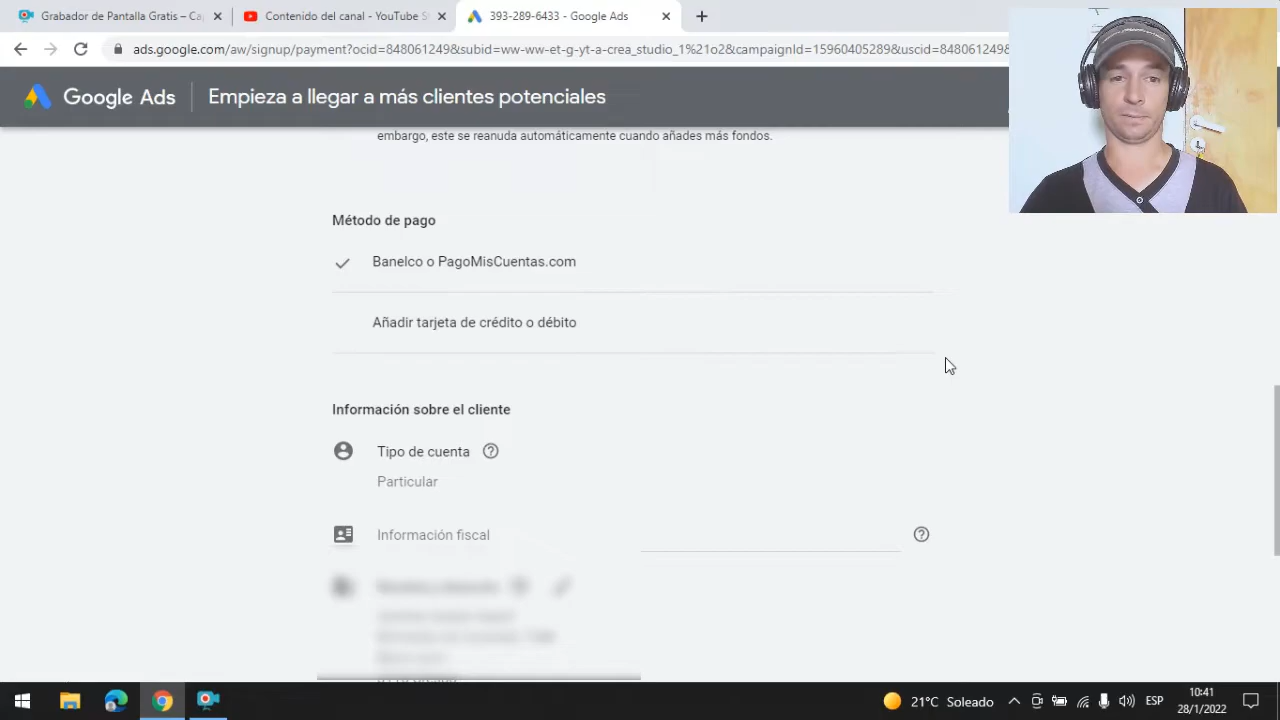 Grabador de Pantalla Gratis – Ca
Contenido del canal - YouTube S
393-289-6433 - Google Ads
ads.google.com/aw/signup/payment?ocid=848061249&subid=ww-ww-et-g-yt-a-crea_studio_1%21o2&campaignId=15960405289&uscid=848061249&
Google Ads
Empieza a llegar a más clientes potenciales
embargo, este se reanuda automáticamente cuando añades más fondos.
Método de pago
Banelco o PagoMisCuentas.com
Añadir tarjeta de crédito o débito
Información sobre el cliente
Tipo de cuenta
Particular
Información fiscal
21°C Soleado
ESP
10:41
28/1/2022